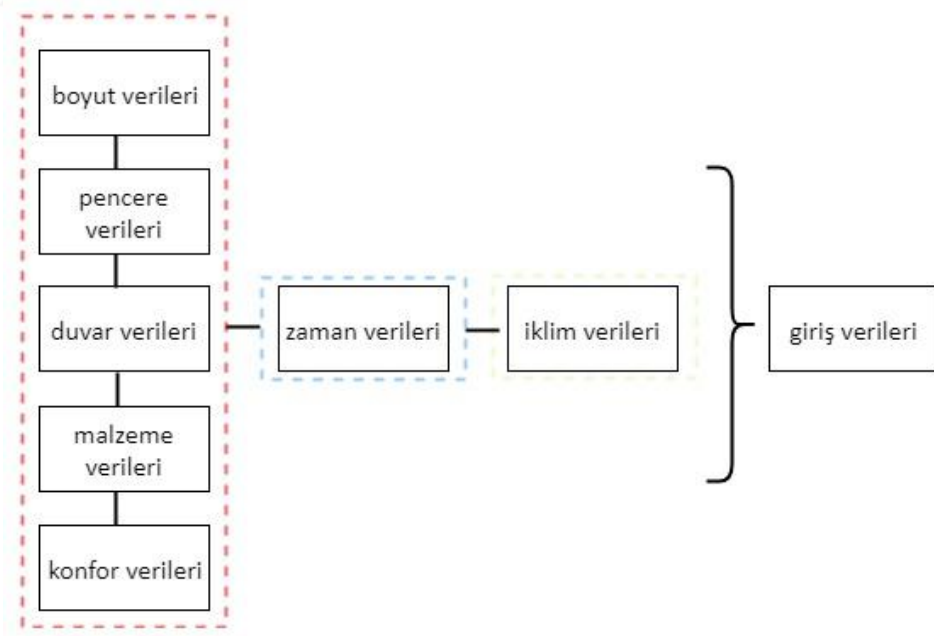 boyut verileri
pencere
verileri
duvar verileri
zaman verileri
iklim verileri
giriş verileri
malzeme
verileri
konfor verileri